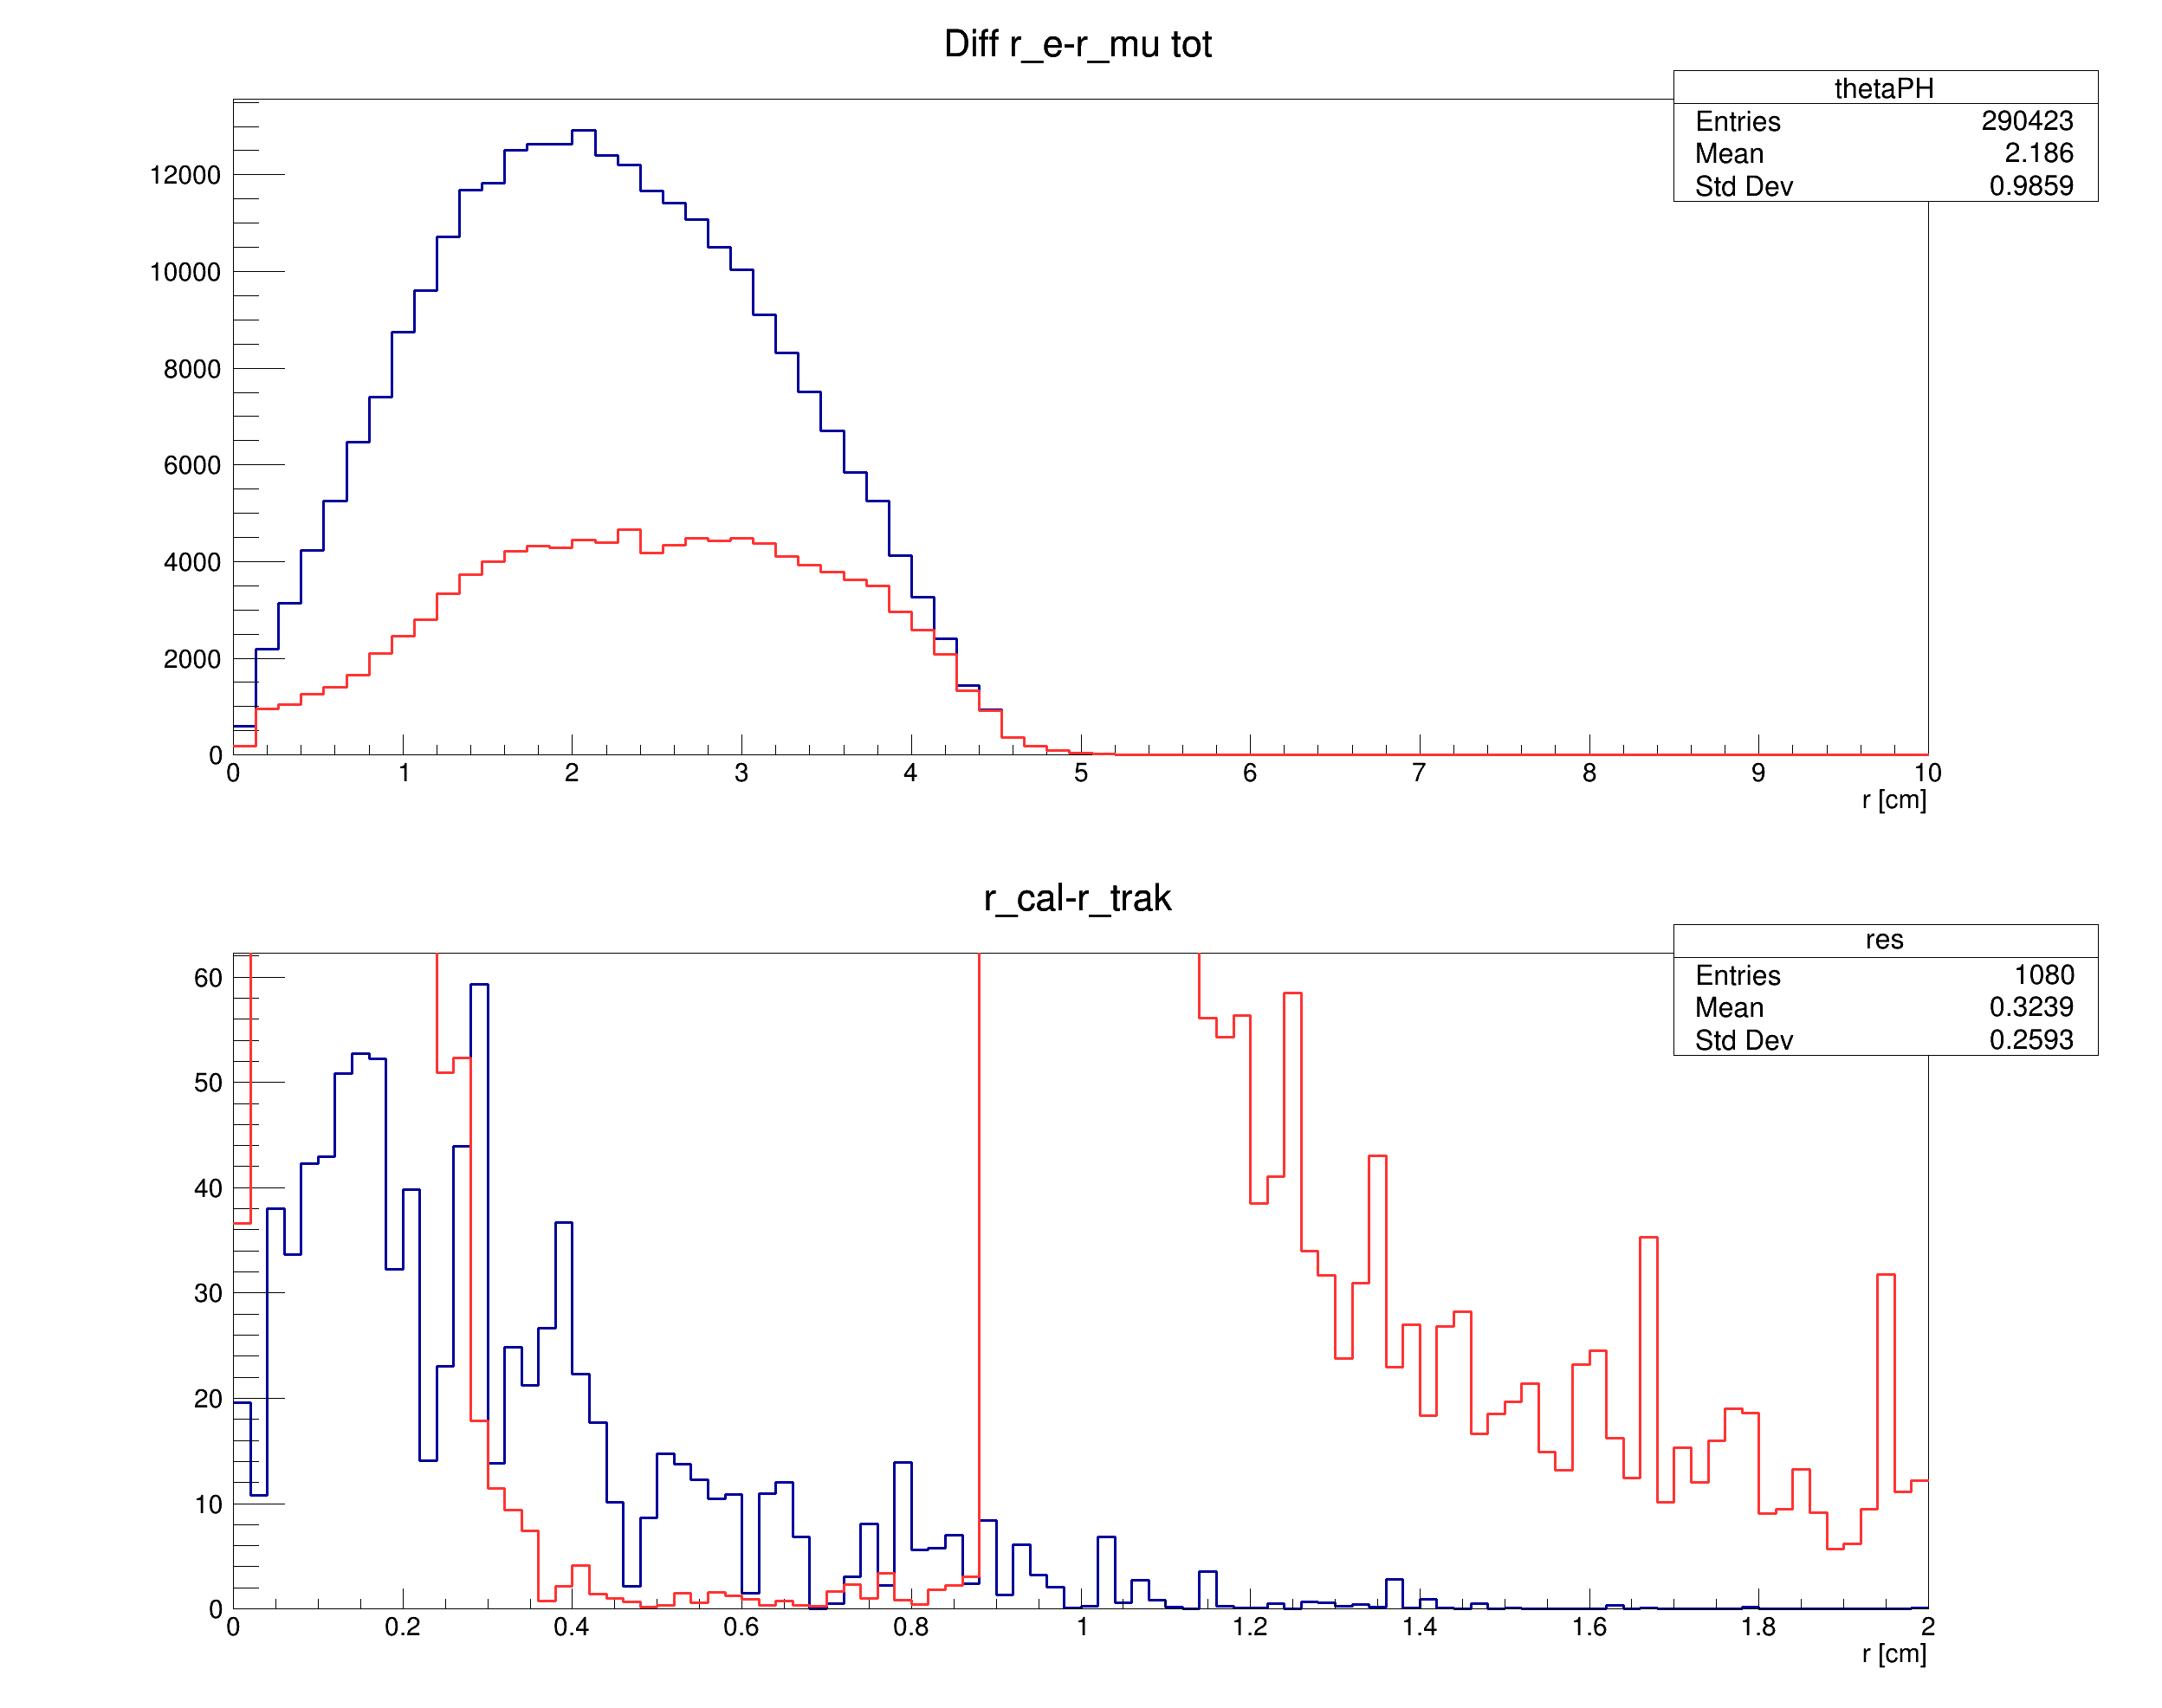 Diff r_e-r_mu tot
thetaPH
Entries 290423
Mean 2.186
Std Dev 0.9859
12000
10000
8000
6000
4000
2000
0
0 1 2 3 4 5 6 7 8 9 10
r [cm]
r_cal-r_trak
res
Entries 1080
Mean 0.3239
Std Dev 0.2593
60
50
40
30
20
10
0
0 0.2 0.4 0.6 0.8 1 1.2 1.4 1.6 1.8 2
r [cm]